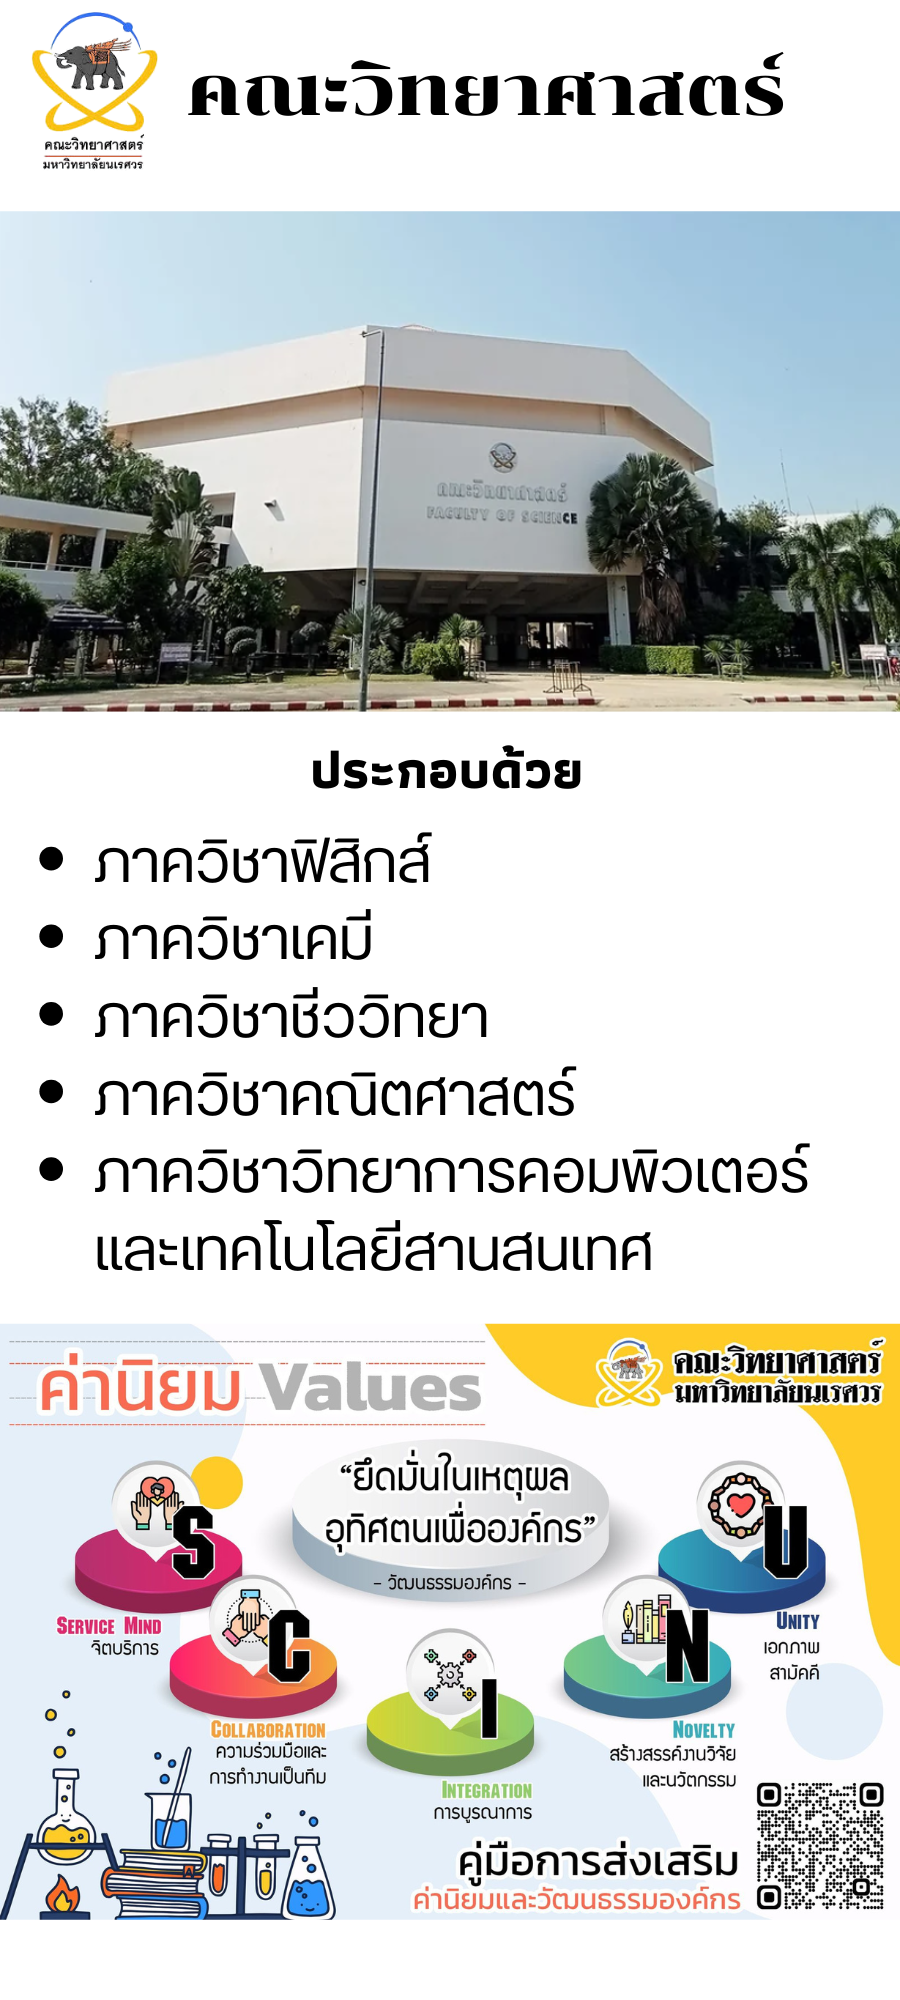 คณะวิทยาศาสตร์
มหาวิทยาลัยนเรศวร
คณะวิทยาศาสตร์
คณะวิทยาศาสตร์
FACULTY OF SCIENCE
ประกอบด้วย
• ภาควิชาฟิสิกส์
• ภาควิชาเคมี
• ภาควิชาชีววิทยา
• ภาควิชาคณิตศาสตร์
• ภาควิชาวิทยาการคอมพิวเตอร์
และเทคโนโลยีสานสนเทศ
ค่านิยม Values
คณะวิทยาศาสตร์
มหาวิทยาลัยนเรศวร
“ยึดมั่นในเหตุผล
อุทิศตนเพื่อองค์กร”
- วัฒนธรรมองค์กร -
S
SERVICE MIND
จิตบริการ
C
COLLABORATION
ความร่วมมือและ
การทำงานเป็นทีม
I
INTEGRATION
การบูรณาการ
N
NOVELTY
สร้างสรรค์งานวิจัย
และนวัตกรรม
U
UNITY
เอกภาพ
สามัคคี
คู่มือการส่งเสริม
ค่านิยมและวัฒนธรรมองค์กร